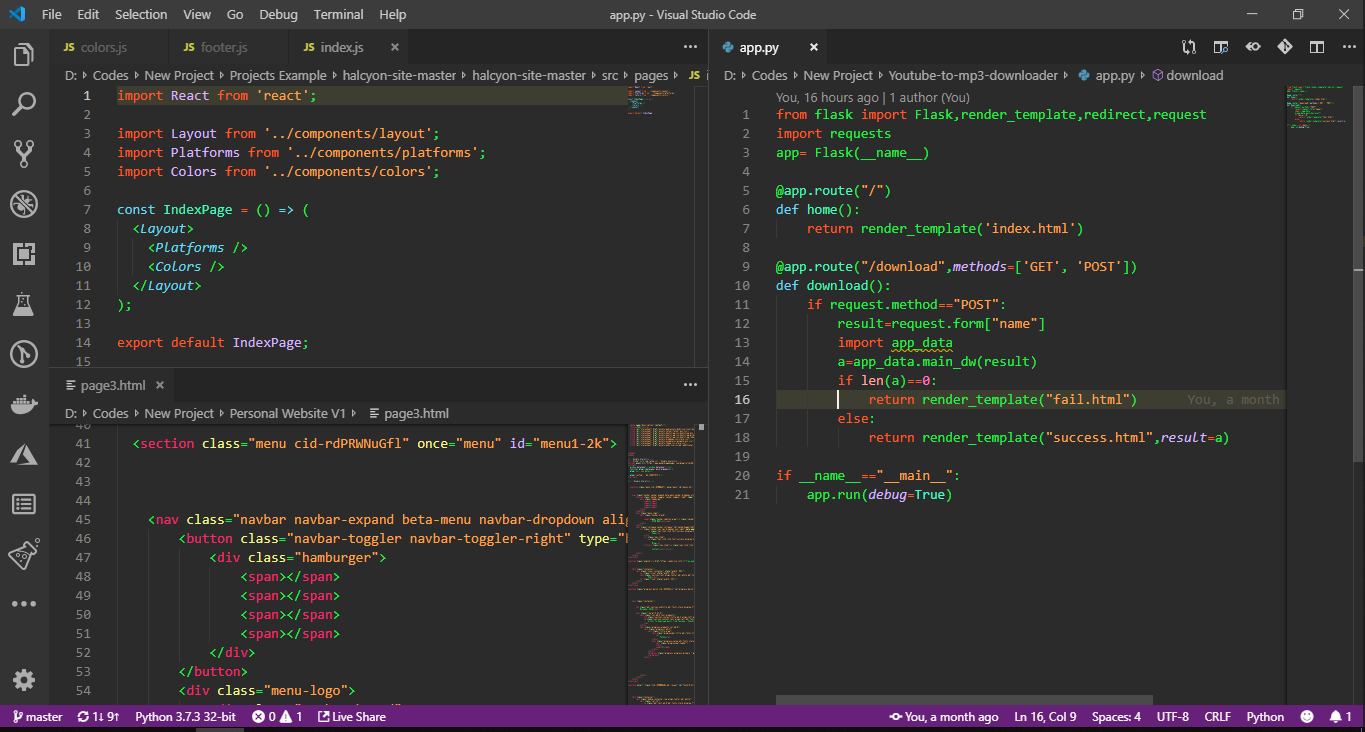 File Edit Selection View Go Debug Terminal Help
app.py - Visual Studio Code
JS colors.js JS footer.js JS index.js ×
D: › Codes › New Project › Projects Example › halcyon-site-master › halcyon-site-master › src › pages › JS
1 import React from 'react';
2
3 import Layout from '../components/layout';
4 import Platforms from '../components/platforms';
5 import Colors from '../components/colors';
6
7 const IndexPage = () => (
8 <Layout>
9 <Platforms />
10 <Colors />
11 </Layout>
12 );
13
14 export default IndexPage;
15
page3.html ×
D: › Codes › New Project › Personal Website V1 › page3.html
40
41 <section class="menu cid-rdPRWNuGfl" once="menu" id="menu1-2k">
42
43
44
45 <nav class="navbar navbar-expand beta-menu navbar-dropdown alig
46 <button class="navbar-toggler navbar-toggler-right" type="
47 <div class="hamburger">
48 <span></span>
49 <span></span>
50 <span></span>
51 <span></span>
52 </div>
53 </button>
54 <div class="menu-logo">
app.py ×
D: › Codes › New Project › Youtube-to-mp3-downloader › app.py › download
You, 16 hours ago | 1 author (You)
1 from flask import Flask,render_template,redirect,request
2 import requests
3 app= Flask(__name__)
4
5 @app.route("/")
6 def home():
7 return render_template('index.html')
8
9 @app.route("/download",methods=['GET', 'POST'])
10 def download():
11 if request.method=="POST":
12 result=request.form["name"]
13 import app_data
14 a=app_data.main_dw(result)
15 if len(a)==0:
16 return render_template("fail.html") You, a month
17 else:
18 return render_template("success.html",result=a)
19
20 if __name__=="__main__":
21 app.run(debug=True)
master 1↓ 9↑ Python 3.7.3 32-bit 0 1 Live Share You, a month ago Ln 16, Col 9 Spaces: 4 UTF-8 CRLF Python 1